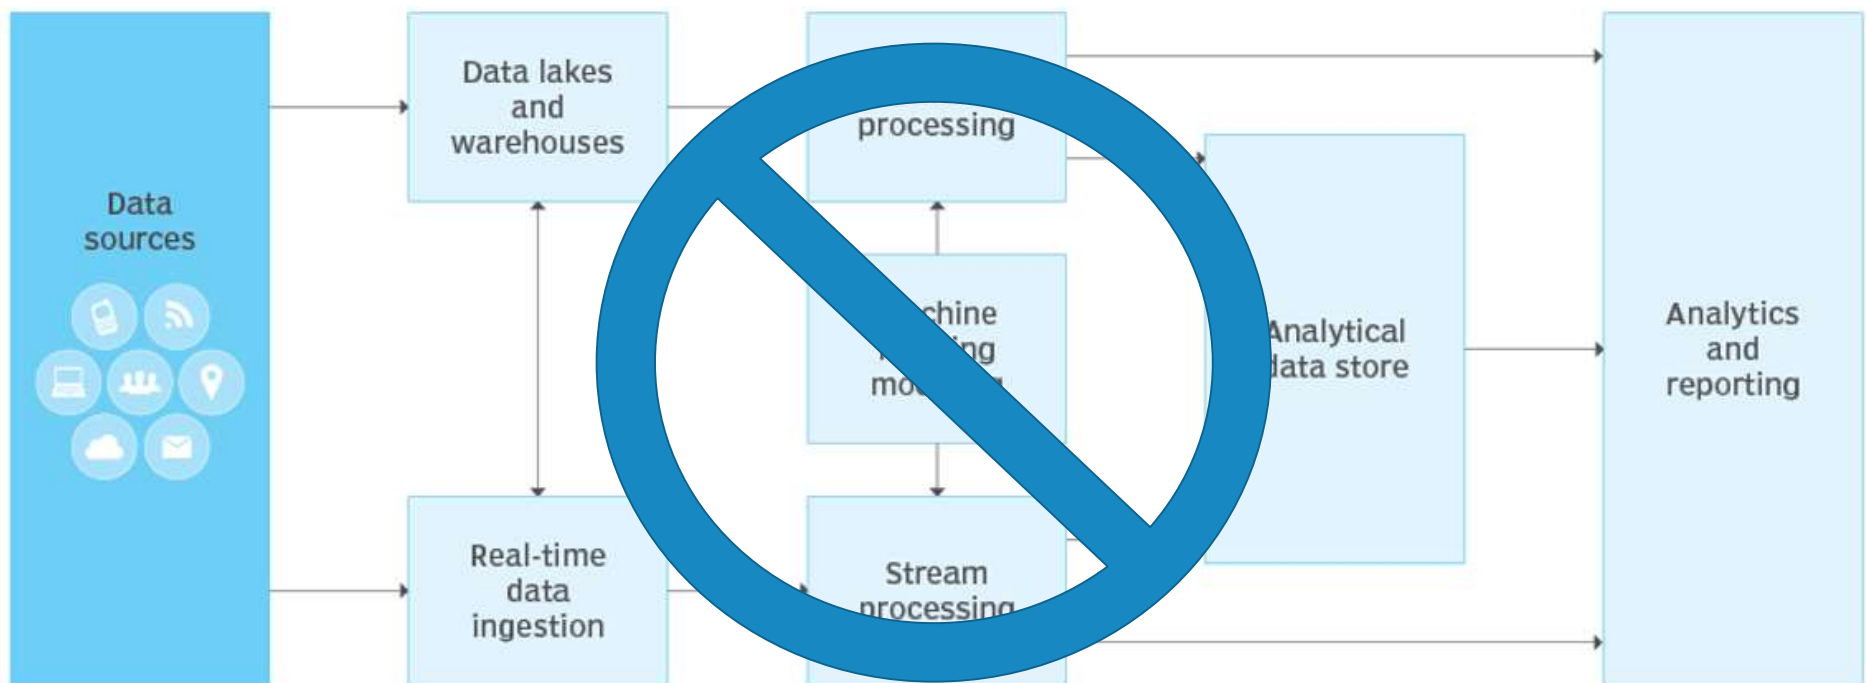 Data
sources
Data lakes
and
warehouses
Real-time
data
ingestion
processing
Stream
processing
Analytical
data store
Analytics
and
reporting